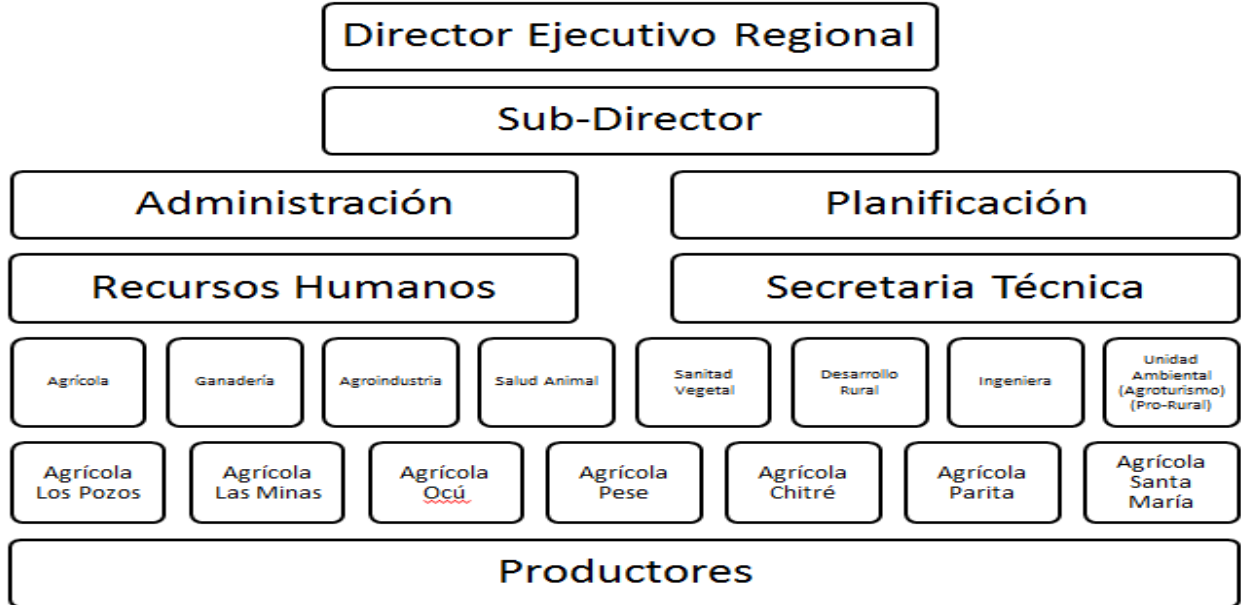 Director Ejecutivo Regional
Sub-Director
Administración
Planificación
Recursos Humanos
Secretaria Técnica
Agrícola
Ganadería
Agroindustria
Salud Animal
Sanitad
Vegetal
Desarrollo
Rural
Ingeniera
Unidad
Ambiental
(Agroturismo)
(Pro-Rural)
Agrícola
Los Pozos
Agrícola
Las Minas
Agrícola
Ocú
Agrícola
Pese
Agrícola
Chitré
Agrícola
Parita
Agrícola
Santa
María
Productores